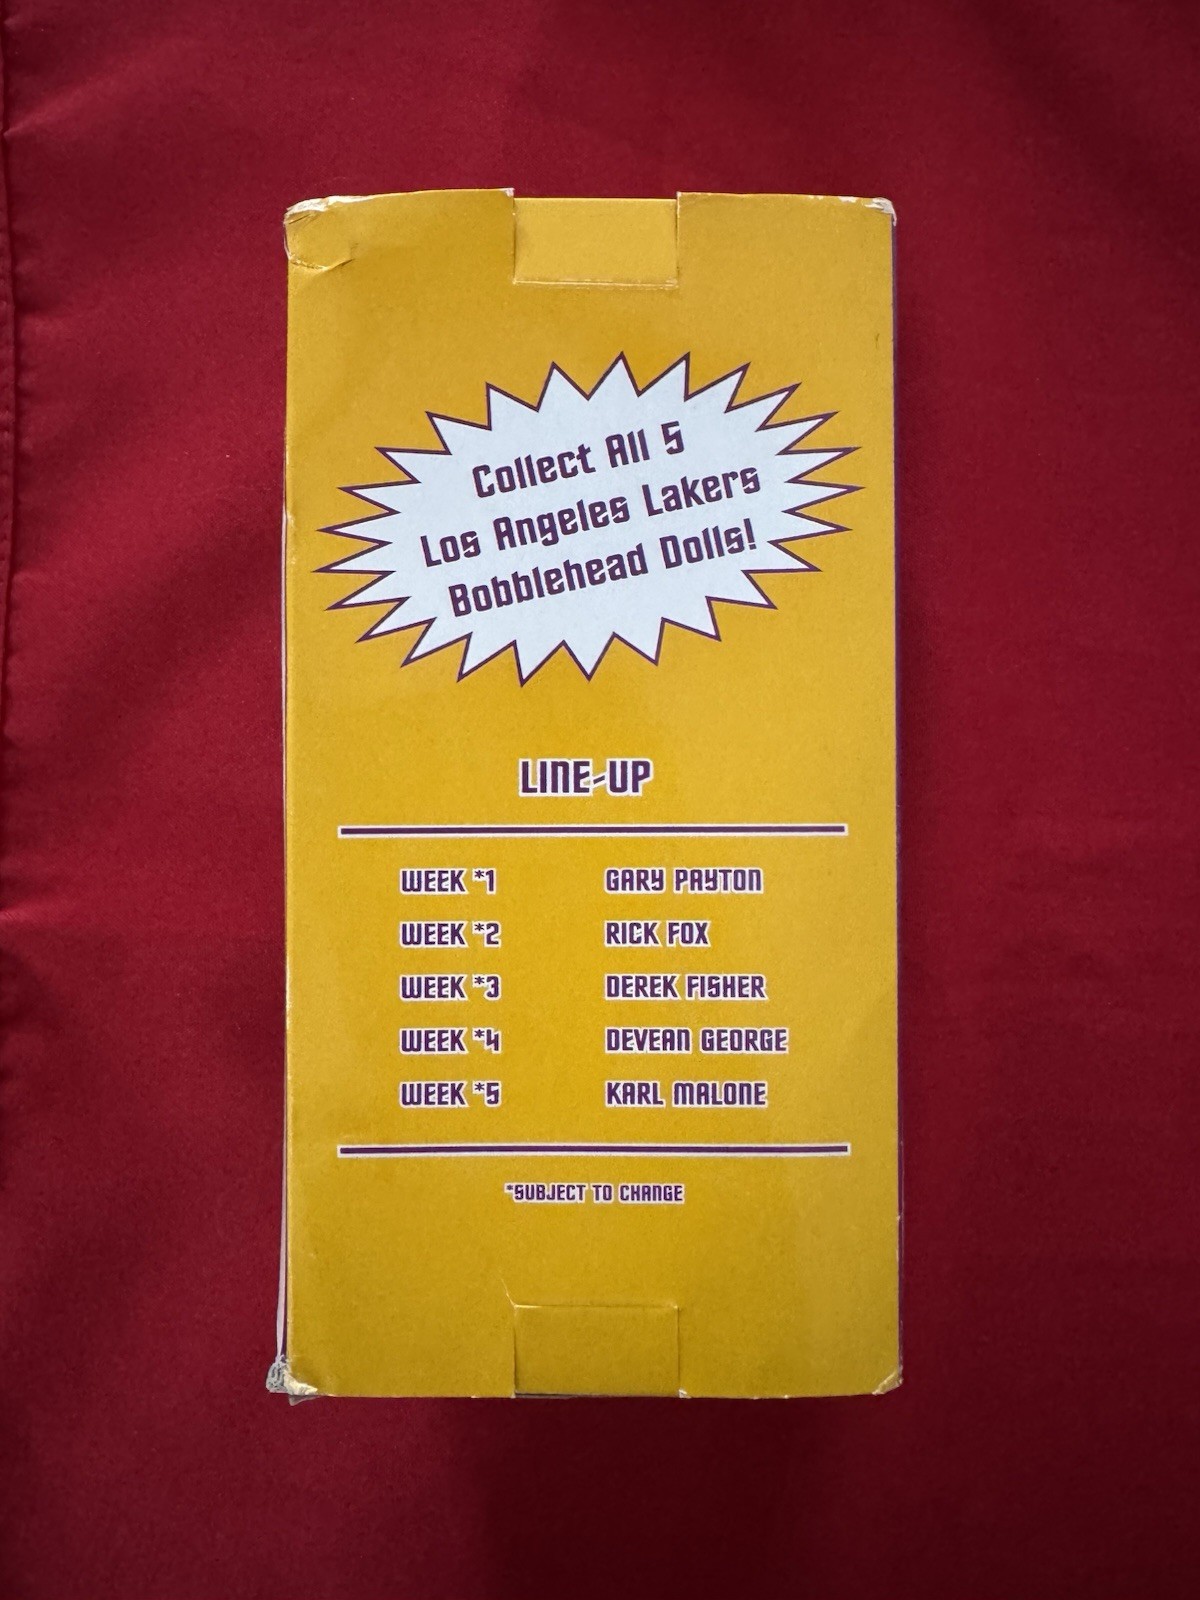 Collect All 5
Los Angeles Lakers
Bobblehead Dolls!
LINE-UP
WEEK *1 GARY PAYTON
WEEK *2 RICK FOX
WEEK *3 DEREK FISHER
WEEK *4 DEVEAN GEORGE
WEEK *5 KARL MALONE
*SUBJECT TO CHANGE